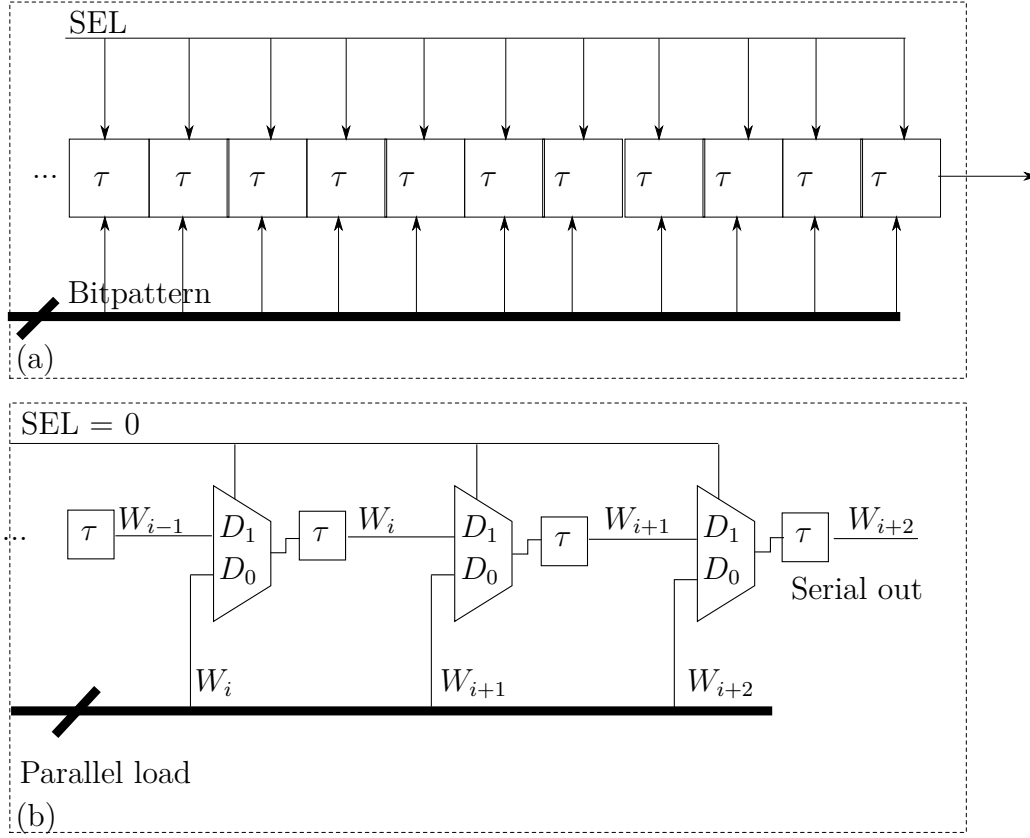 SEL
... τ τ τ τ τ τ τ τ τ τ τ
Bitpattern
(a)
SEL = 0
... τ W_{i−1} D_1 τ W_i D_1 τ W_{i+1} D_1 τ W_{i+2}
D_0 D_0 D_0 Serial out
W_i W_{i+1} W_{i+2}
Parallel load
(b)